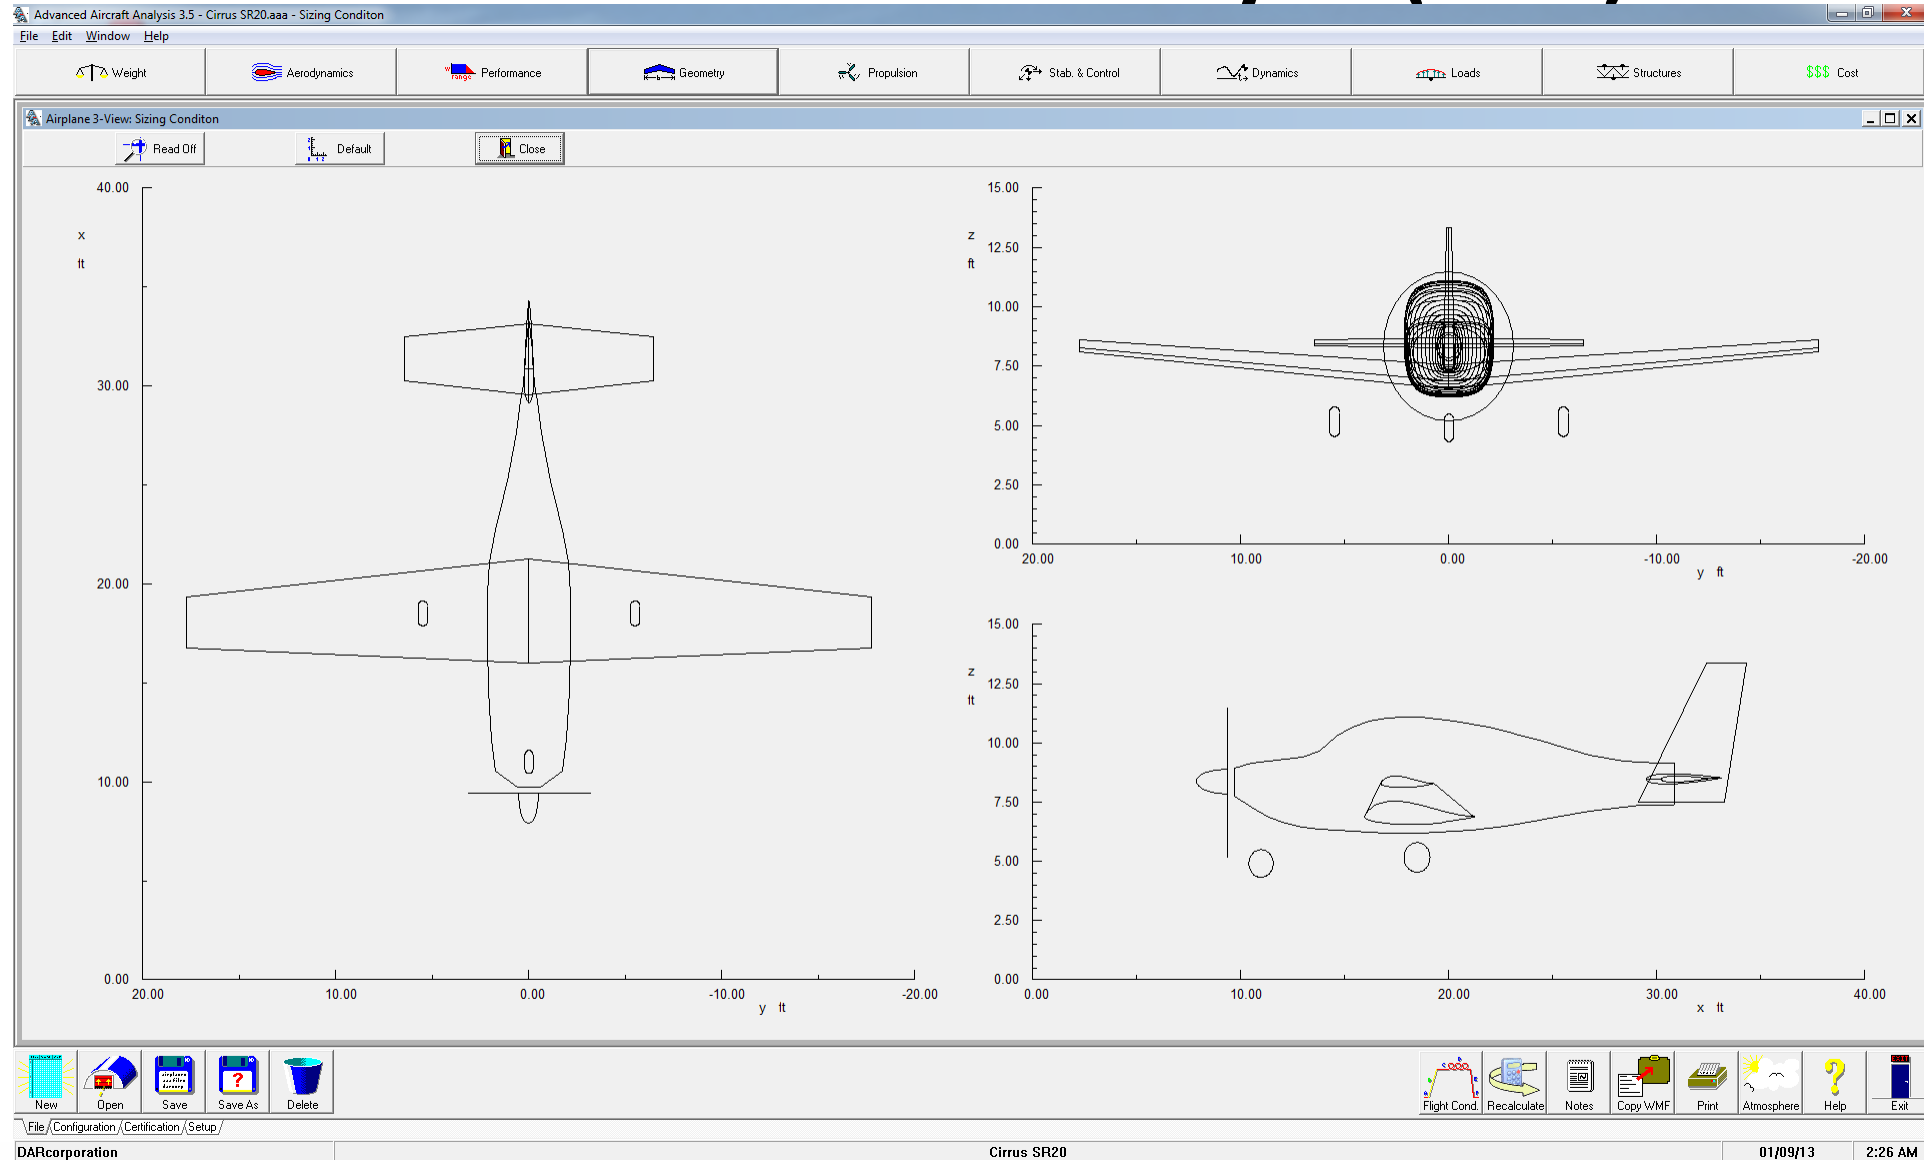 Advanced Aircraft Analysis 3.5 - Cirrus SR20.aaa - Sizing Conditon
File Edit Window Help
Weight Aerodynamics range Performance Geometry Propulsion Stab. & Control Dynamics Loads Structures $$$ Cost
Airplane 3-View: Sizing Conditon
Read Off Default Close
40.00
x
ft
30.00
20.00
10.00
0.00
20.00 10.00 0.00 -10.00 -20.00
y ft
15.00
z
12.50
ft
10.00
7.50
5.00
2.50
0.00
20.00 10.00 0.00 -10.00 -20.00
y ft
15.00
z
12.50
ft
10.00
7.50
5.00
2.50
0.00
0.00 10.00 20.00 30.00 40.00
x ft
New Open Save Save As Delete Flight Cond. Recalculate Notes Copy WMF Print Atmosphere Help Exit
File Configuration Certification Setup
DARcorporation Cirrus SR20 01/09/13 2:26 AM